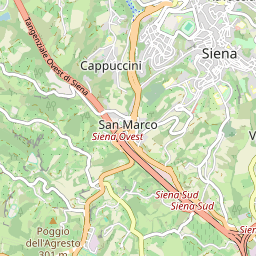 Tangenziale Ovest di Siena
Siena
Cappuccini
San Marco
Siena Ovest
Siena Sud
Siena Sud
Poggio
dell'Agresto
301 m